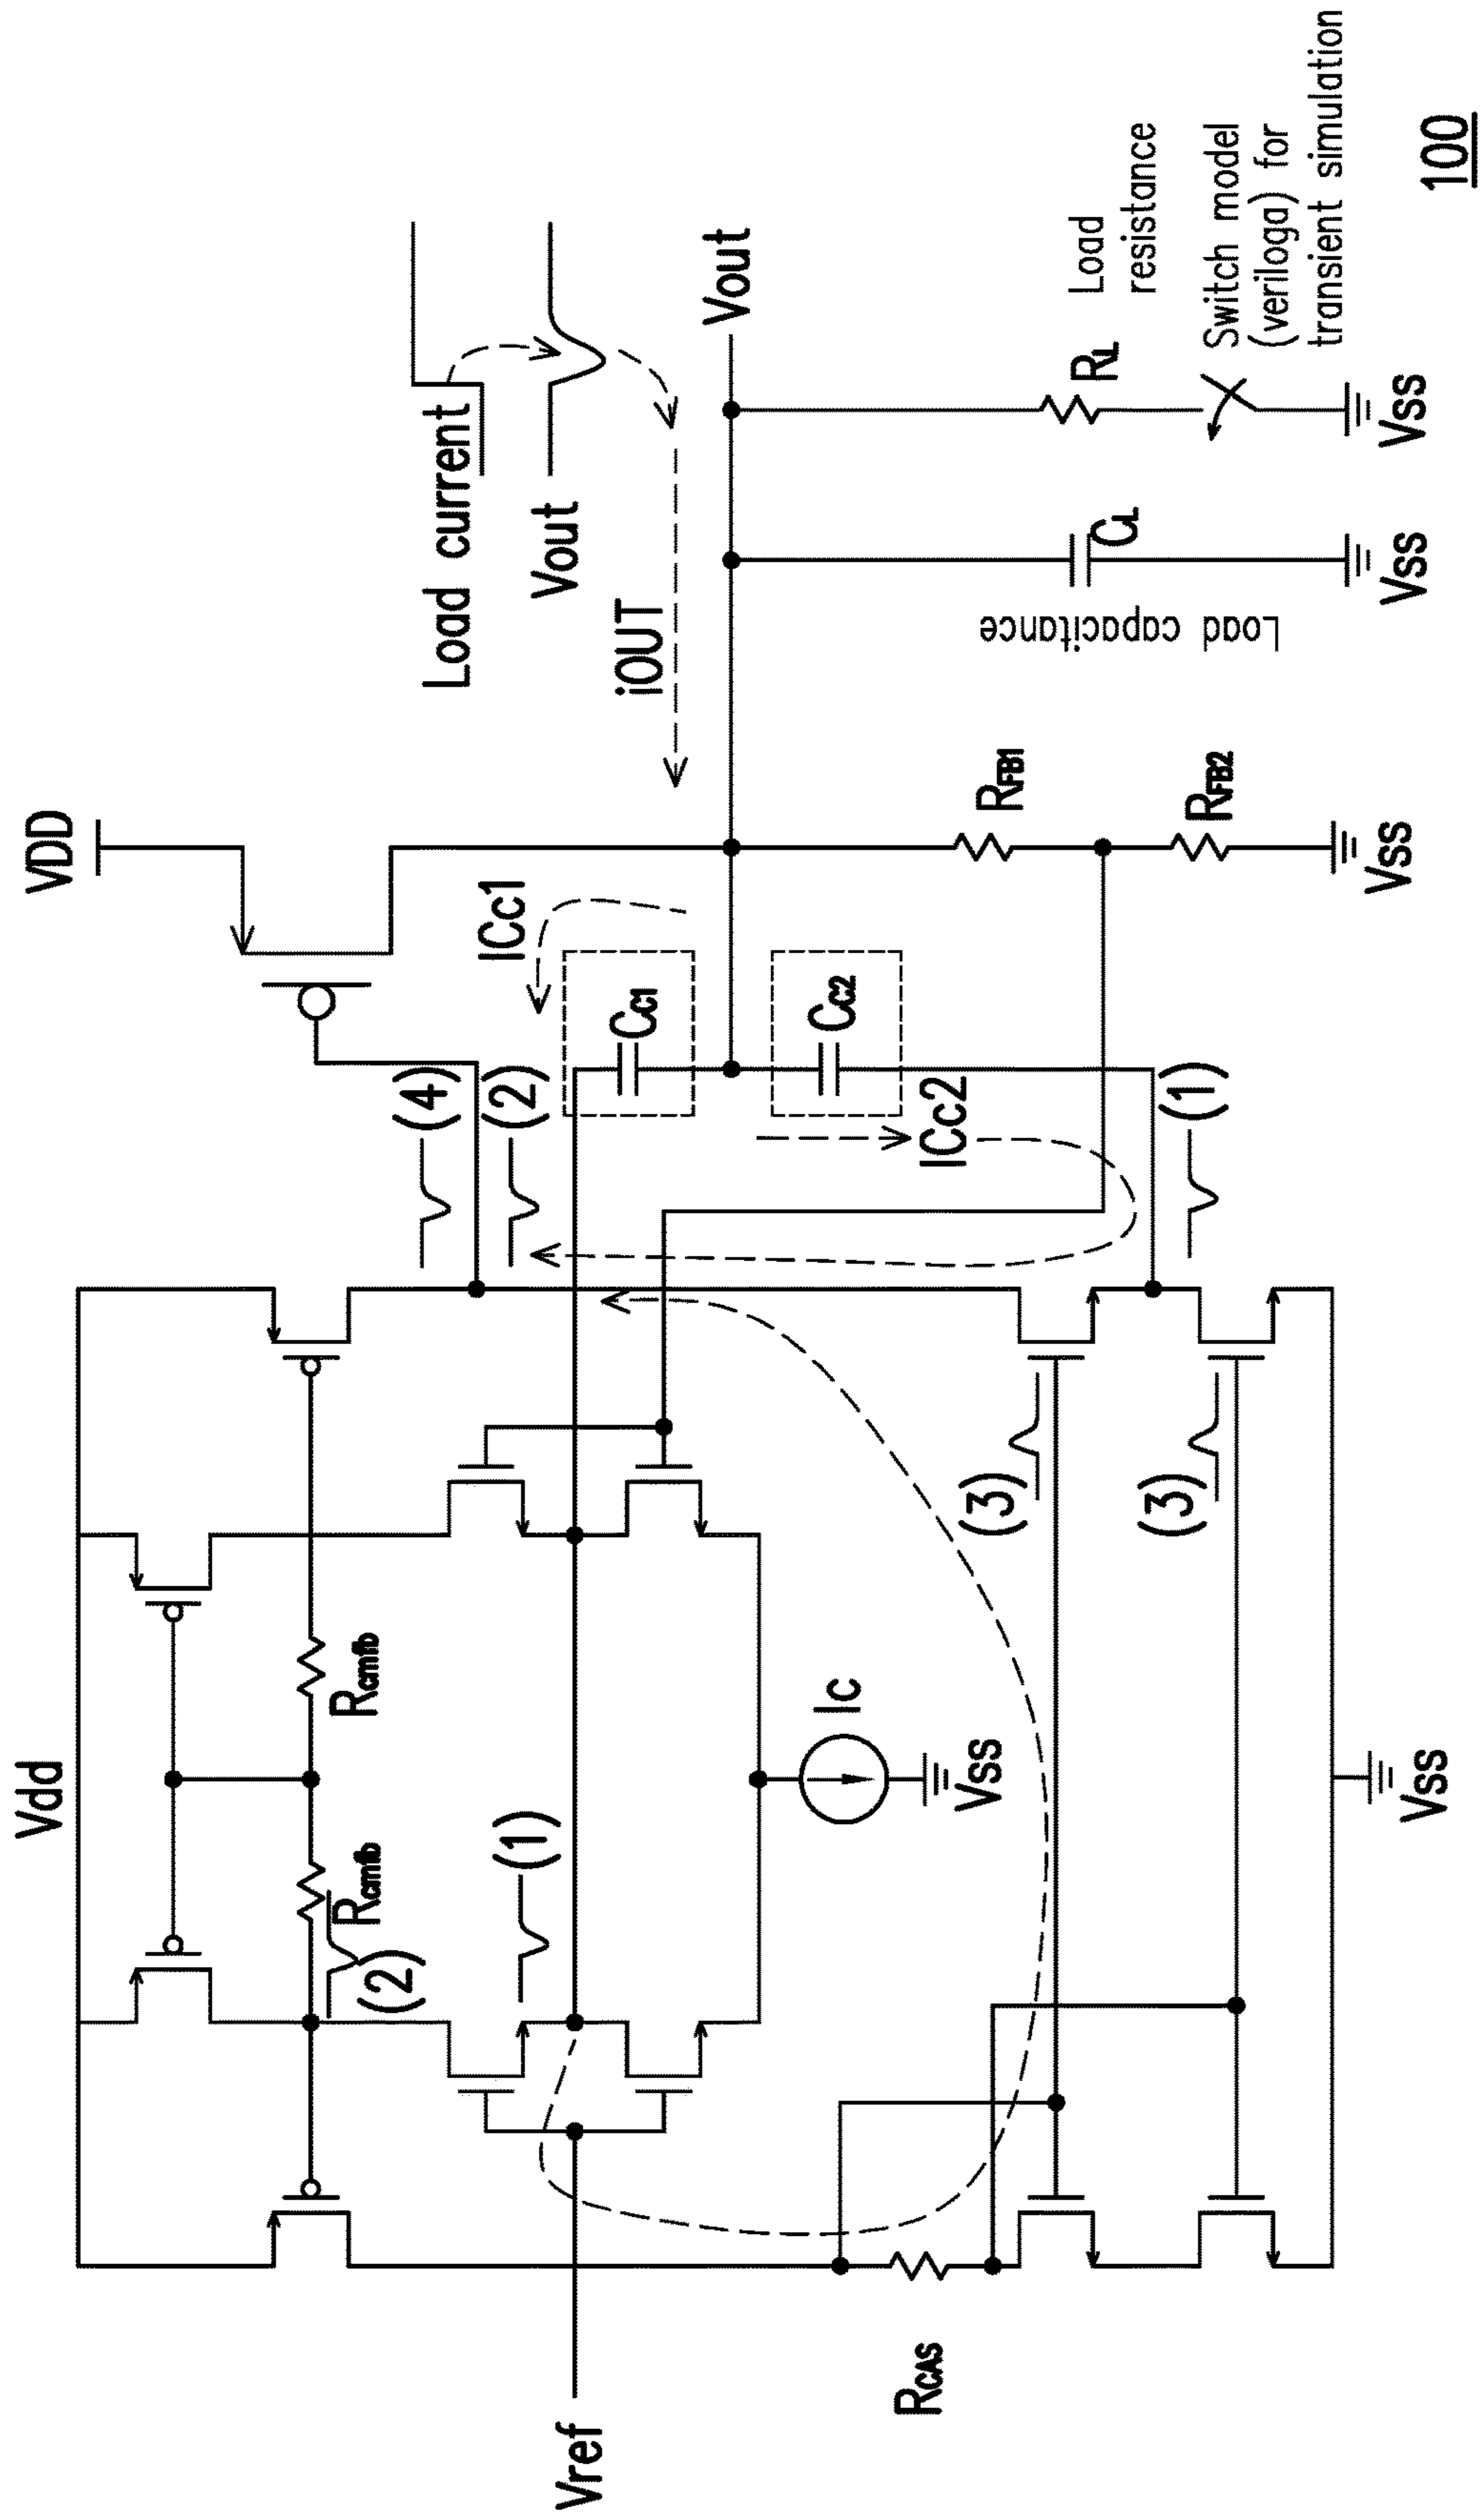 Vdd
VDD
Load current
Vout
iOUT
Vout
ICC1
(4)
(2)
Rcmfb
Rcmfb
(2)
(1)
CC1
CC2
ICC2
(1)
Vref
Ic
Vss
RCAS
(3)
(3)
Vss
RFB1
RFB2
Vss
Load capacitance
CL
Vss
RL
Load
resistance
Switch model
(veriloga) for
transient simulation
Vss
100